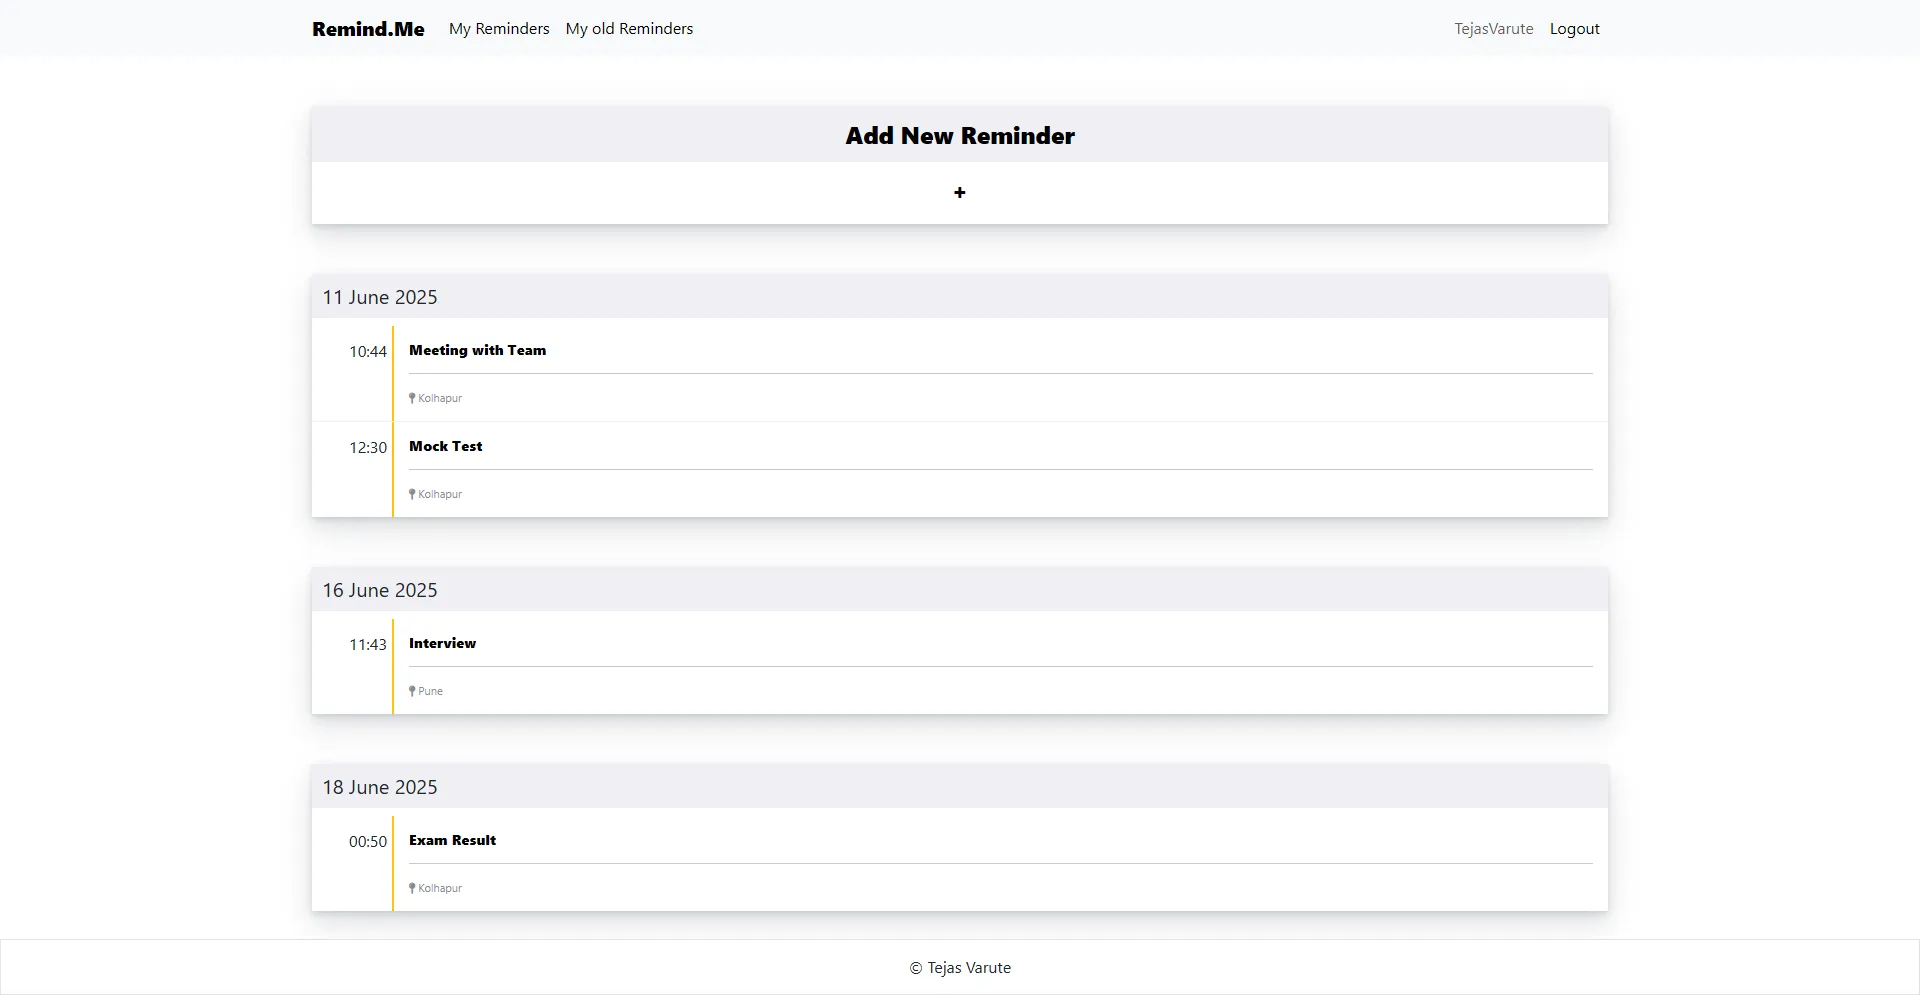 Remind.Me My Reminders My old Reminders TejasVarute Logout
Add New Reminder
+
11 June 2025
10:44 Meeting with Team
Kolhapur
12:30 Mock Test
Kolhapur
16 June 2025
11:43 Interview
Pune
18 June 2025
00:50 Exam Result
Kolhapur
© Tejas Varute